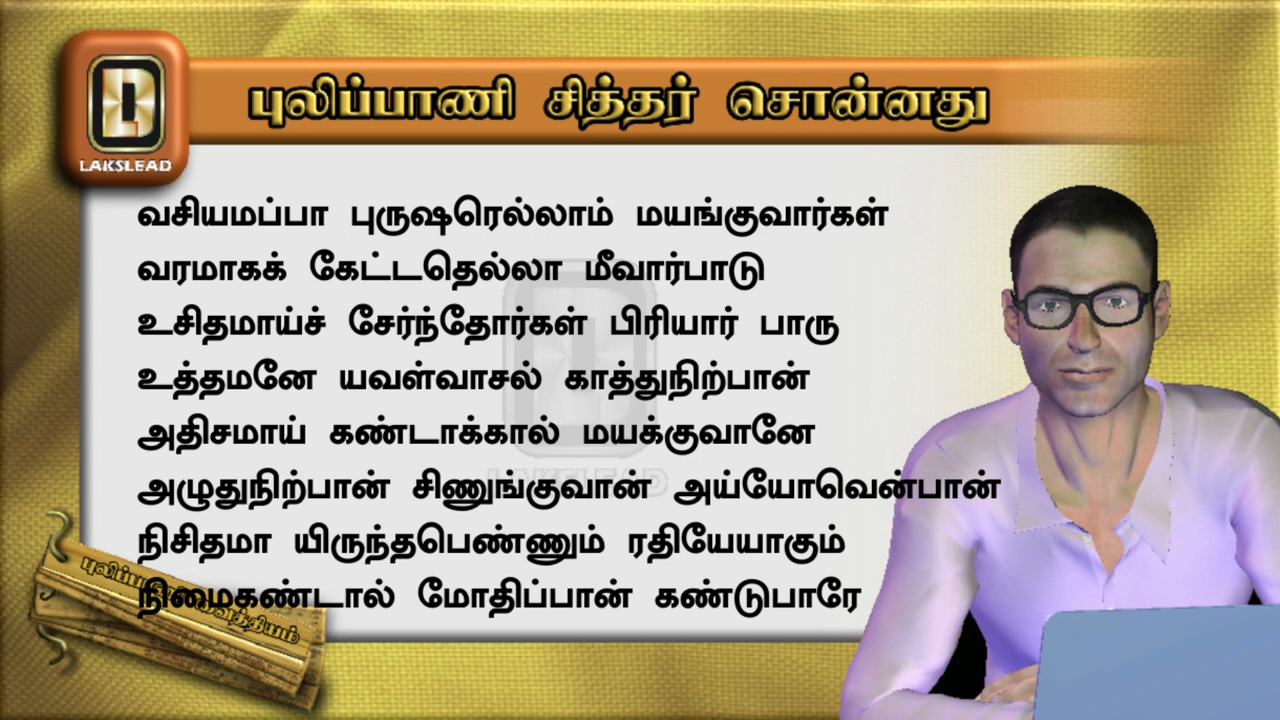 புலிப்பாணி சித்தர் சொன்னது
LAKSLEAD
வசியமப்பா புருஷரெல்லாம் மயங்குவார்கள்
வரமாகக் கேட்டதெல்லா மீவார்பாடு
உசிதமாய்ச் சேர்ந்தோர்கள் பிரியார் பாரு
உத்தமனே யவள்வாசல் காத்துநிற்பான்
அதிசமாய் கண்டாக்கால் மயக்குவானே
அழுதுநிற்பான் சிணுங்குவான் அய்யோவென்பான்
நிசிதமா யிருந்தபெண்ணும் ரதியேயாகும்
நிமைகண்டால் மோதிப்பான் கண்டுபாரே
LAKSLEAD